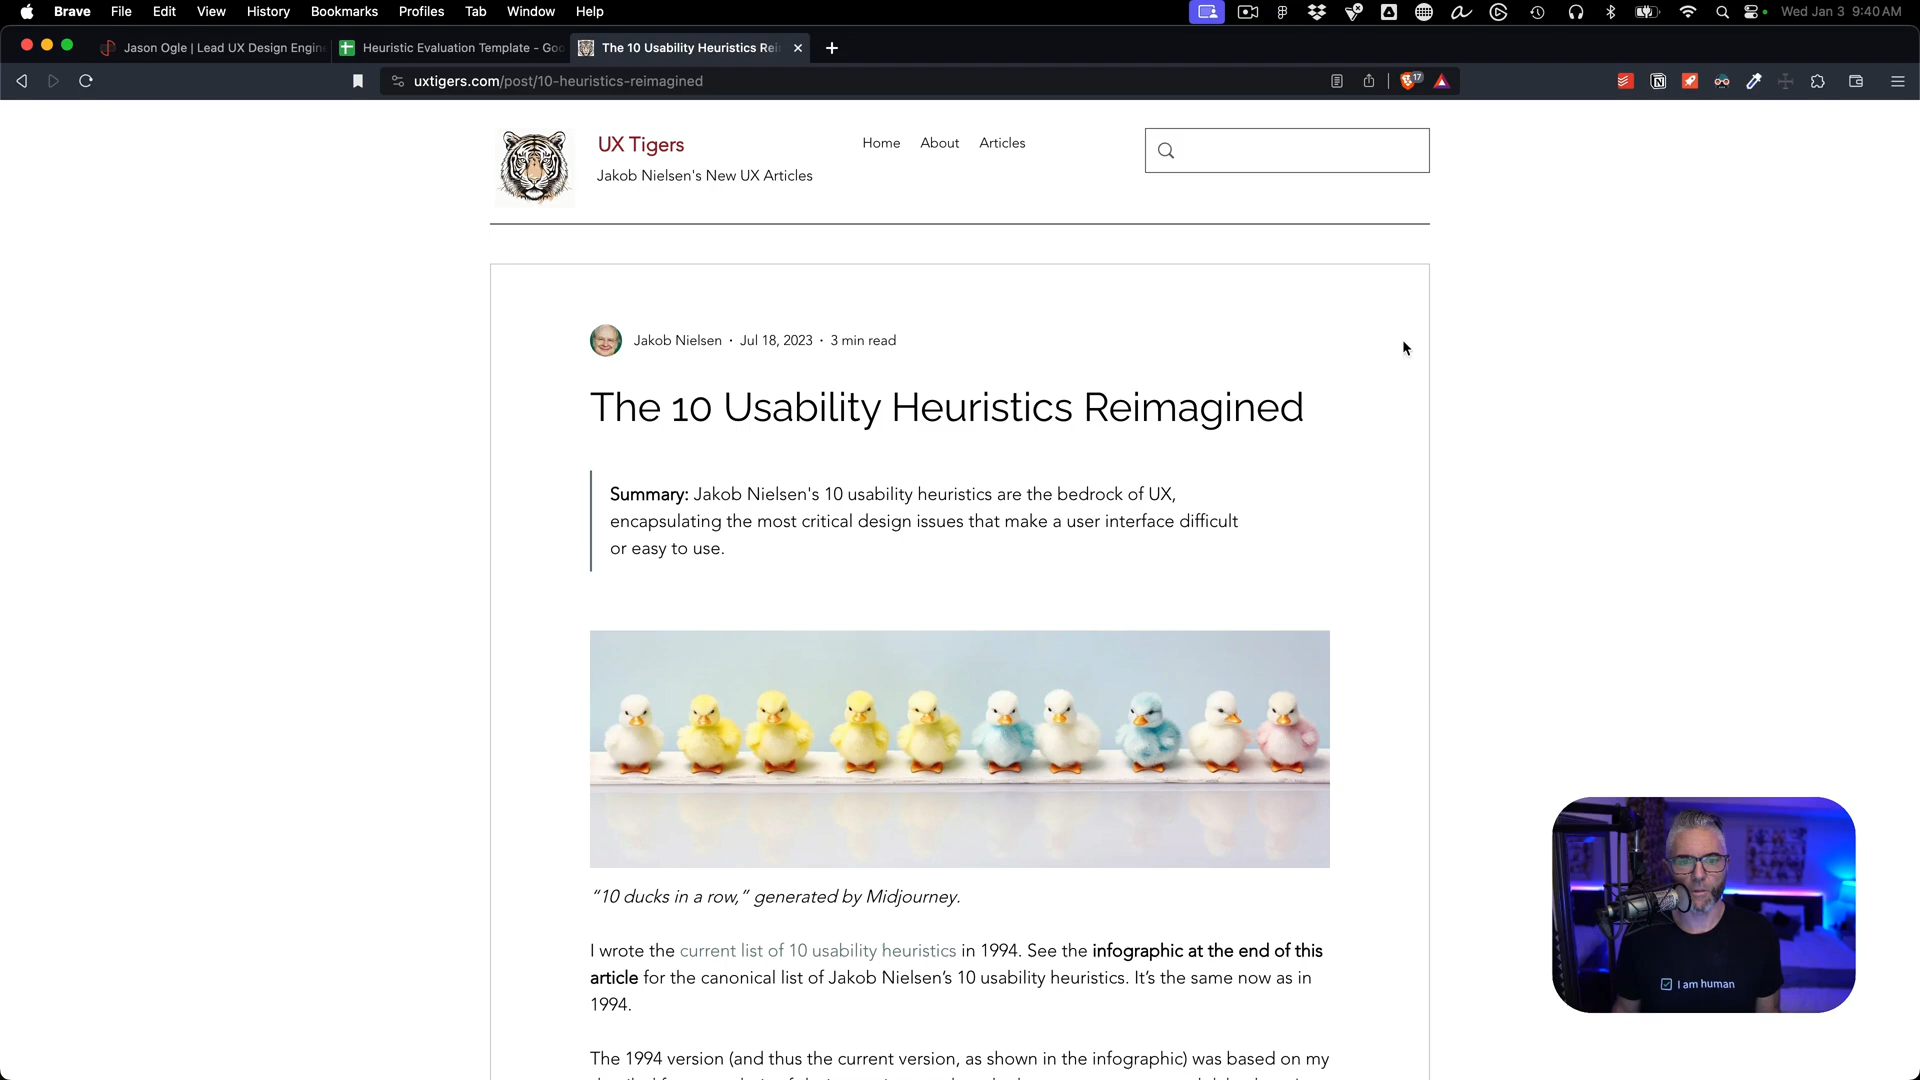 Brave File Edit View History Bookmarks Profiles Tab Window Help Wed Jan 3 9:40 AM
Jason Ogle | Lead UX Design Engin
Heuristic Evaluation Template - Goo
The 10 Usability Heuristics Rei
uxtigers.com/post/10-heuristics-reimagined
17
UX Tigers
Jakob Nielsen's New UX Articles
Home About Articles
Jakob Nielsen · Jul 18, 2023 · 3 min read
The 10 Usability Heuristics Reimagined
Summary: Jakob Nielsen's 10 usability heuristics are the bedrock of UX,
encapsulating the most critical design issues that make a user interface difficult
or easy to use.
“10 ducks in a row,” generated by Midjourney.
I wrote the current list of 10 usability heuristics in 1994. See the infographic at the end of this
article for the canonical list of Jakob Nielsen’s 10 usability heuristics. It’s the same now as in
1994.
The 1994 version (and thus the current version, as shown in the infographic) was based on my
I am human